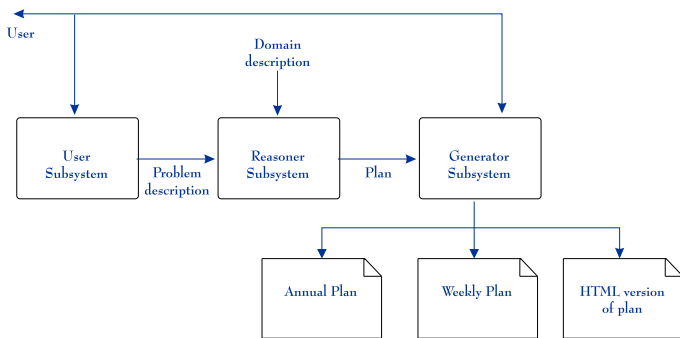 User
Domain
description
User
Subsystem
Problem
description
Reasoner
Subsystem
Plan
Generator
Subsystem
Annual Plan
Weekly Plan
HTML version
of plan